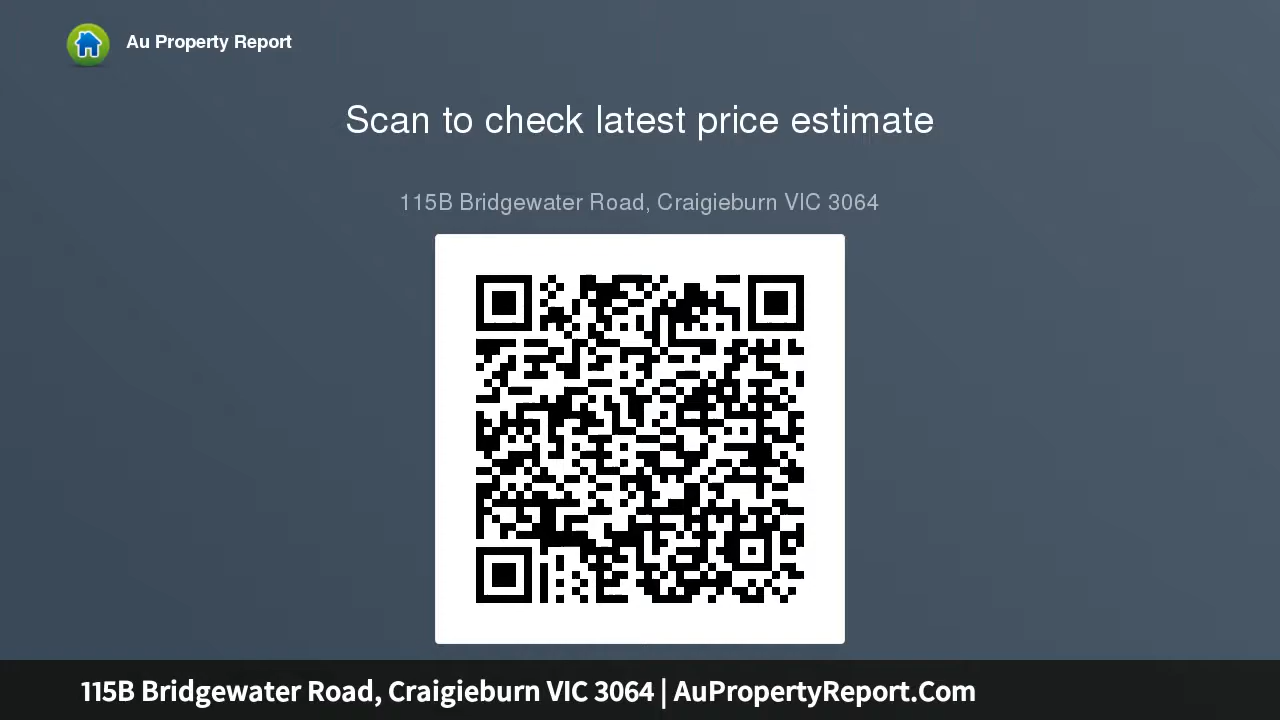 Au Property Report
Scan to check latest price estimate
115B Bridgewater Road, Craigieburn VIC 3064
115B Bridgewater Road, Craigieburn VIC 3064 | AuPropertyReport.Com